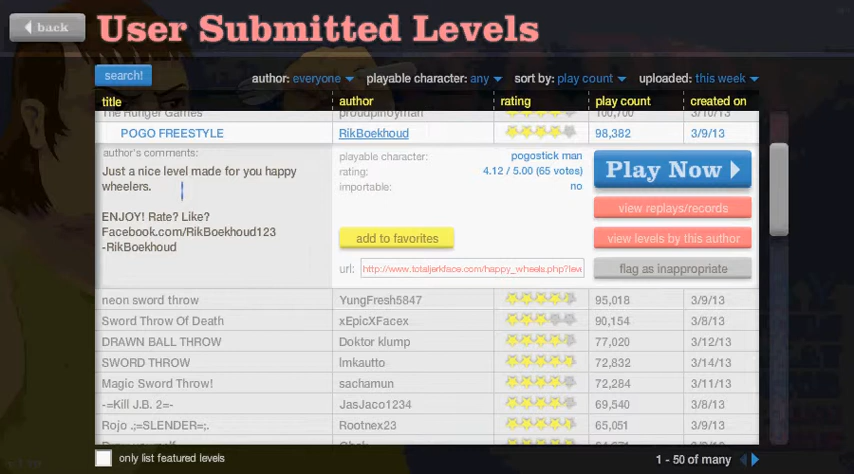 back
User Submitted Levels
search!
author: everyone playable character: any sort by: play count uploaded: this week
title author rating play count created on
The Hunger Games proudpinoyman 100,700 3/10/13
POGO FREESTYLE RikBoekhoud 98,382 3/9/13
author's comments:
Just a nice level made for you happy
wheelers.
ENJOY! Rate? Like?
Facebook.com/RikBoekhoud123
-RikBoekhoud
playable character: pogostick man
rating: 4.12 / 5.00 (65 votes)
importable: no
add to favorites
url: http://www.totaljerkface.com/happy_wheels.php?lev
Play Now
view replays/records
view levels by this author
flag as inappropriate
neon sword throw YungFresh5847 95,018 3/9/13
Sword Throw Of Death xEpicXFacex 90,154 3/8/13
DRAWN BALL THROW Doktor klump 77,020 3/12/13
SWORD THROW lmkautto 72,832 3/14/13
Magic Sword Throw! sachamun 72,284 3/11/13
-=Kill J.B. 2=- JasJaco1234 69,540 3/8/13
Rojo .;=SLENDER=;. Rootnex23 65,051 3/8/13
only list featured levels
1 - 50 of many